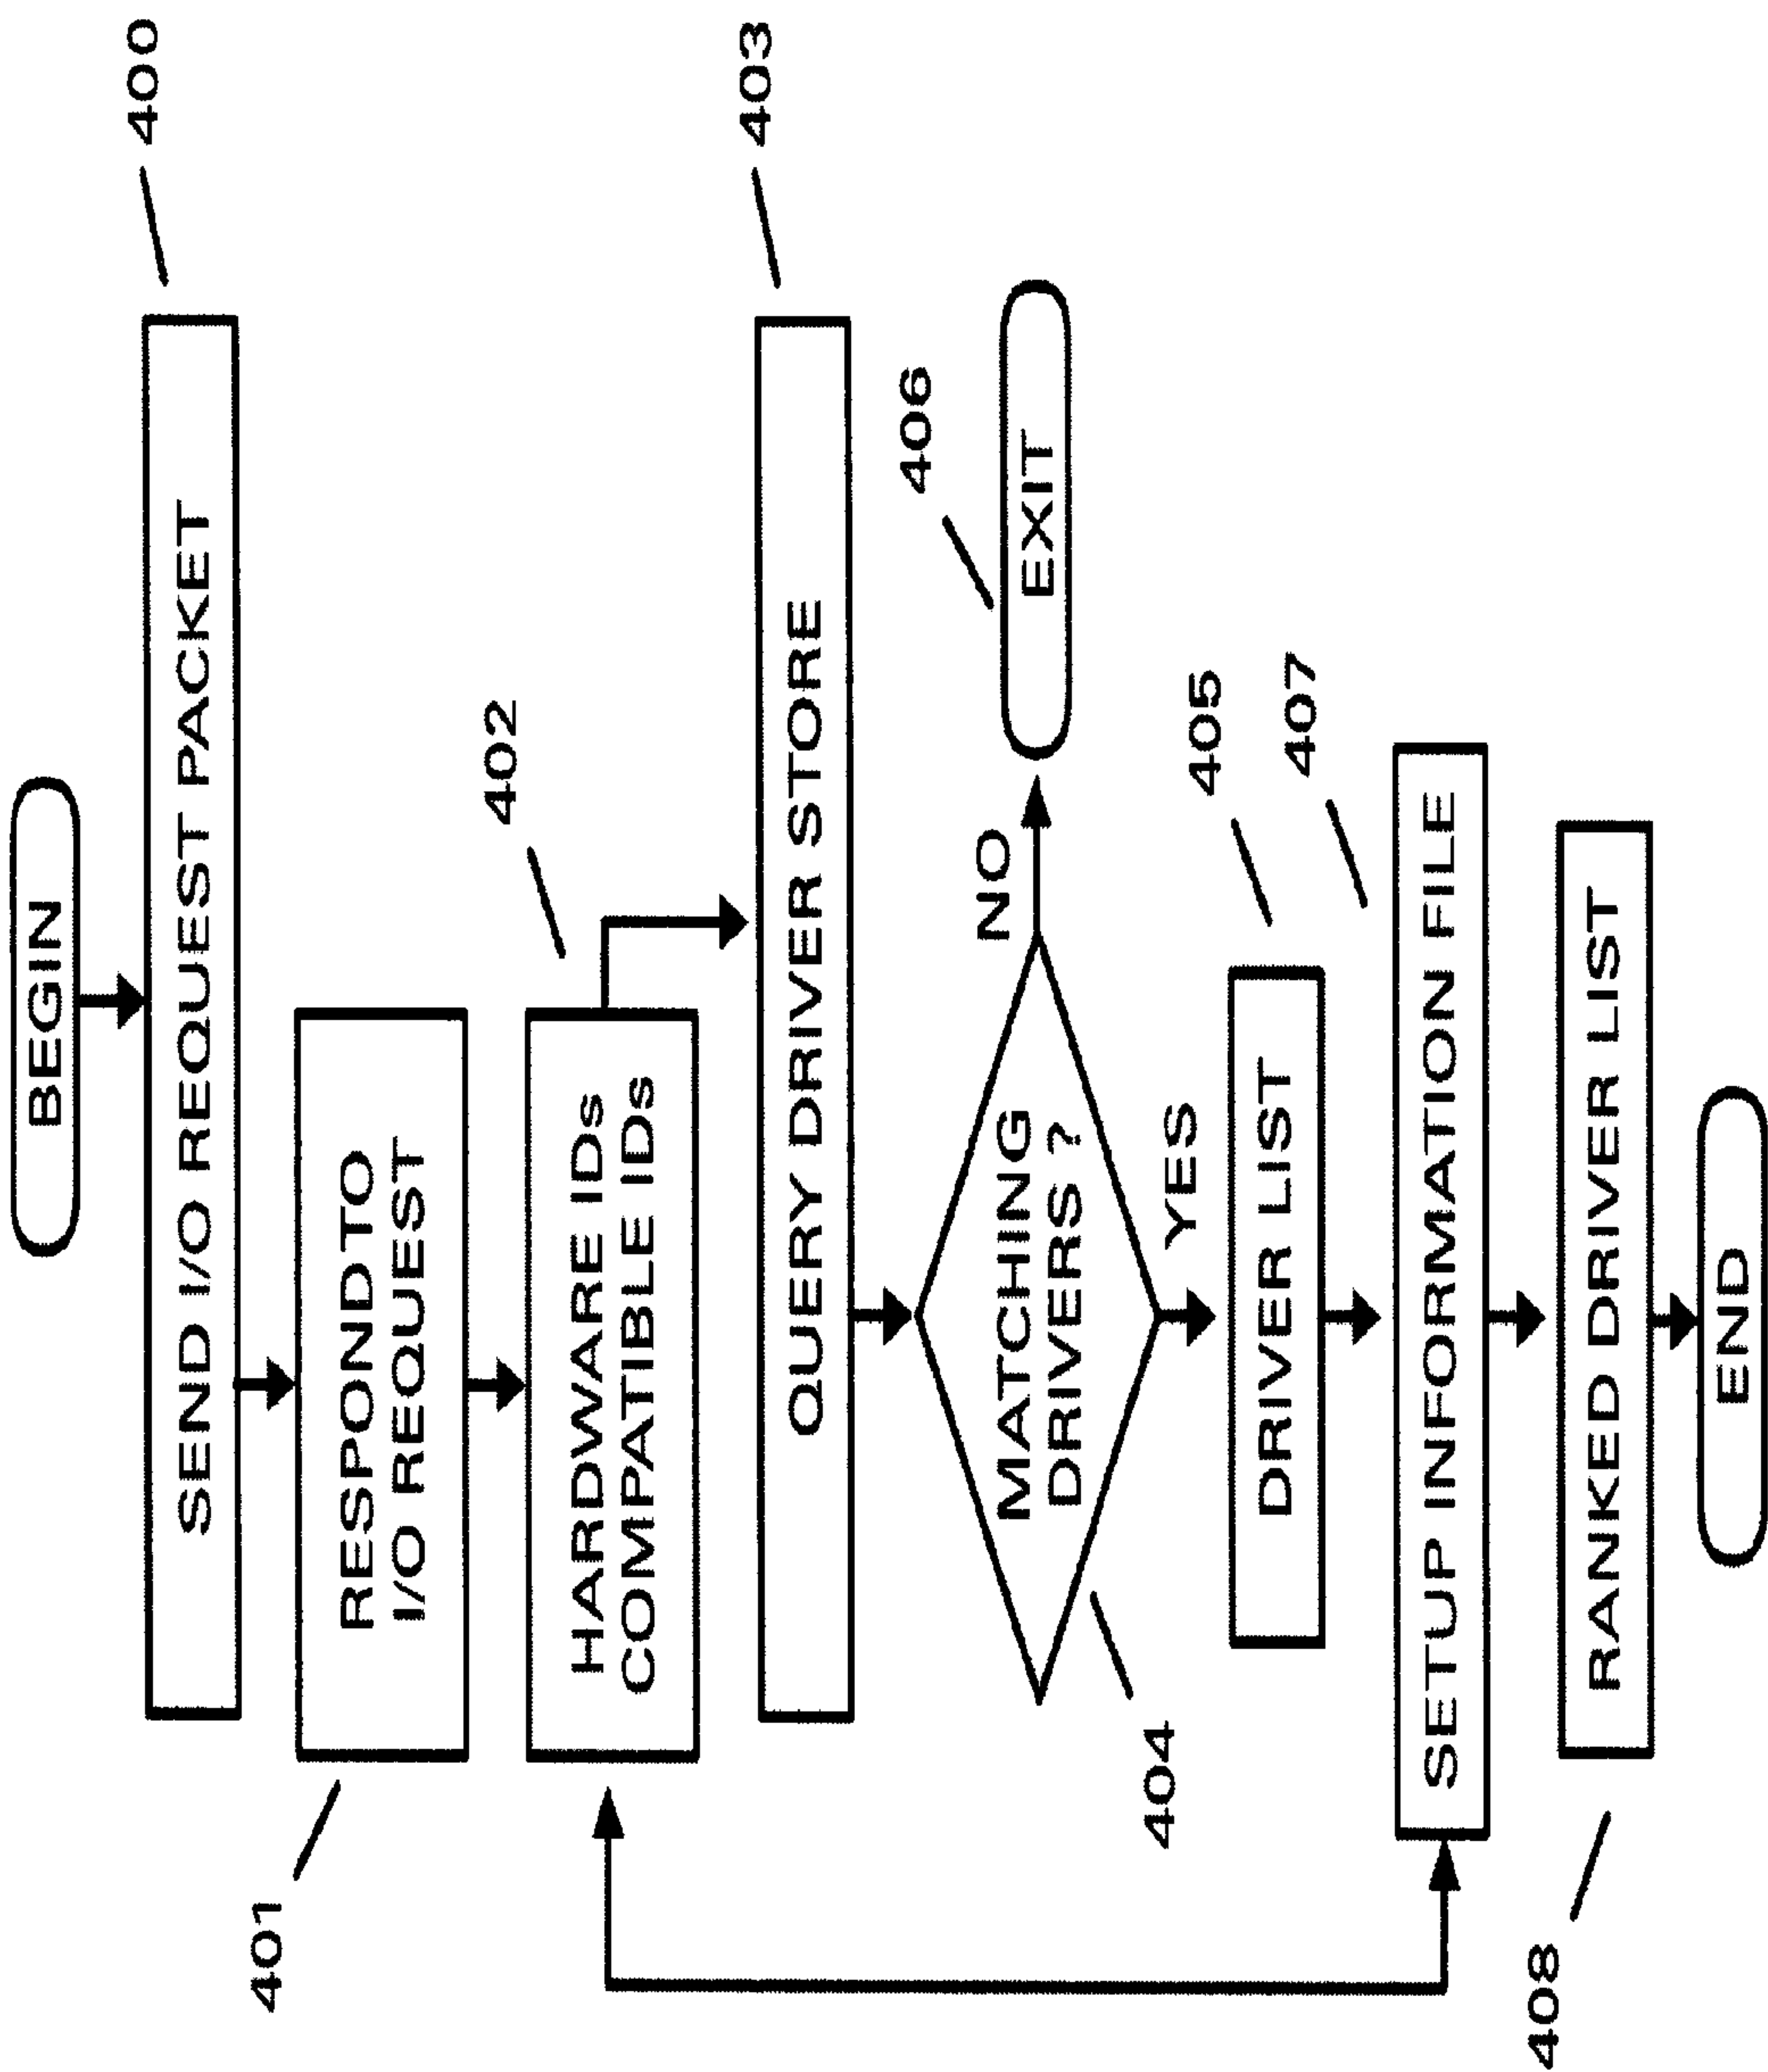 BEGIN
400
SEND I/O REQUEST PACKET
401
RESPOND TO
I/O REQUEST
402
HARDWARE IDs
COMPATIBLE IDs
403
QUERY DRIVER STORE
404
MATCHING
DRIVERS ?
NO
406
EXIT
YES
405
DRIVER LIST
407
SETUP INFORMATION FILE
408
RANKED DRIVER LIST
END